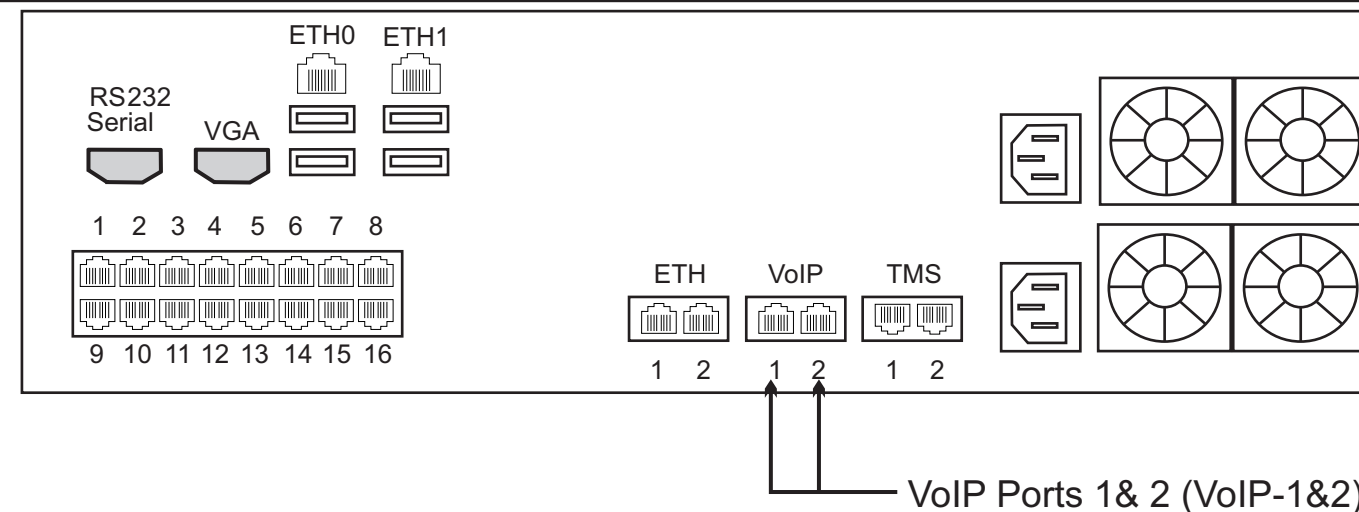 ETH0 ETH1
RS232
Serial
VGA
1 2 3 4 5 6 7 8
9 10 11 12 13 14 15 16
ETH VoIP TMS
1 2 1 2 1 2
VoIP Ports 1& 2 (VoIP-1&2)